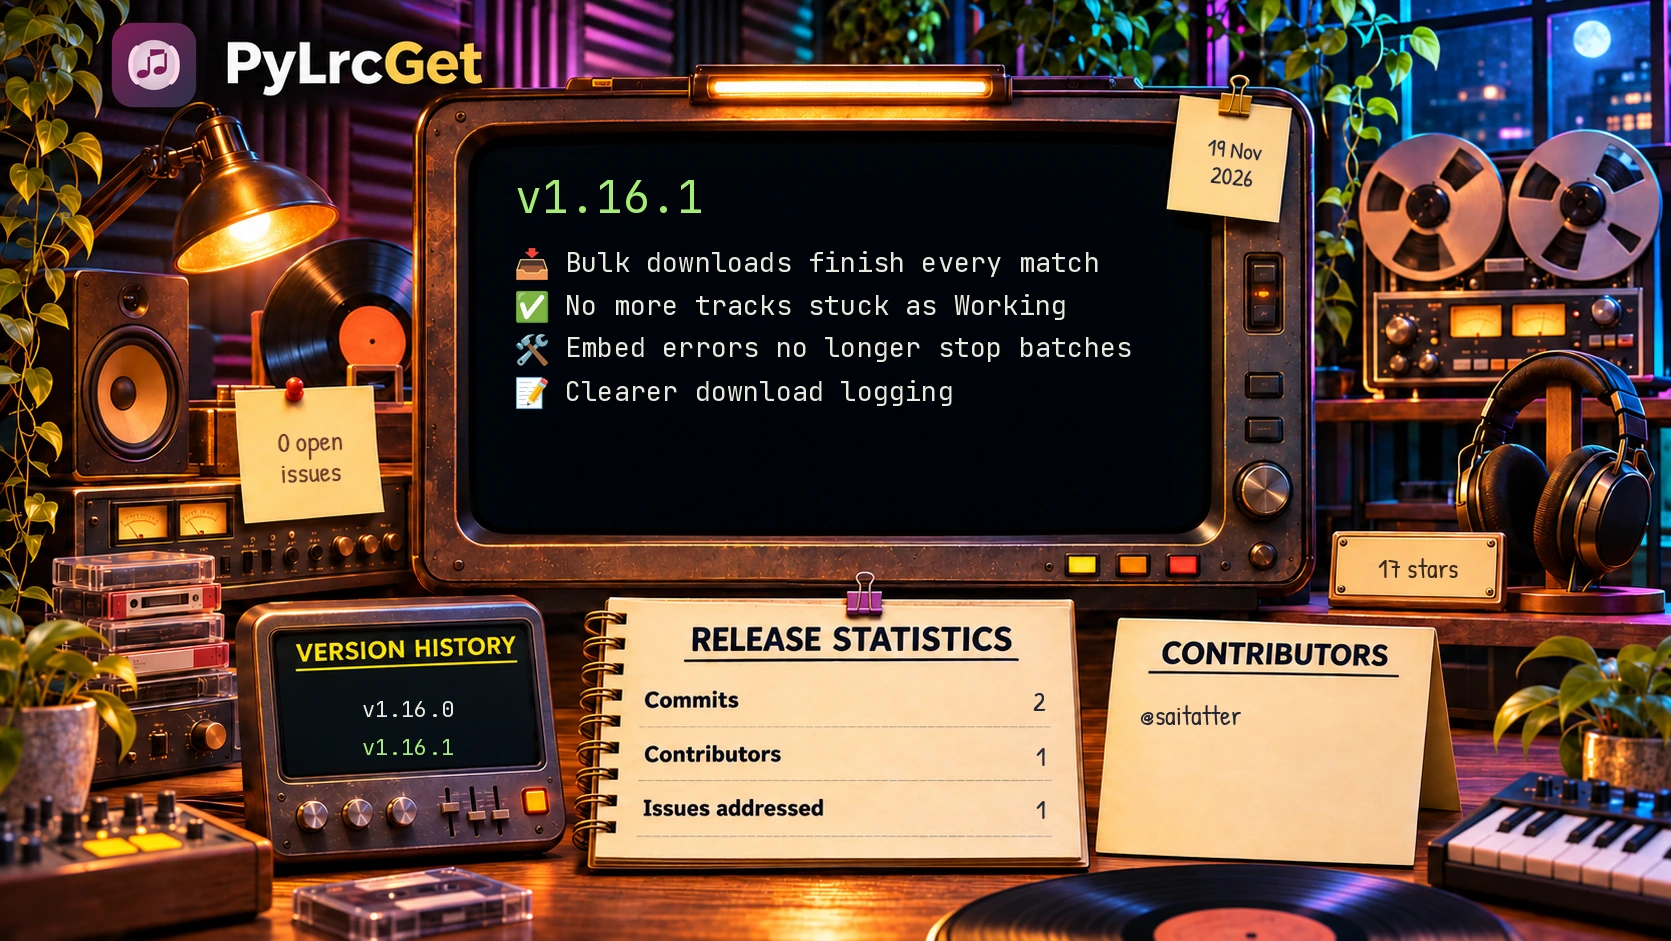 PyLrcGet
19 Nov
2026
v1.16.1
Bulk downloads finish every match
No more tracks stuck as Working
Embed errors no longer stop batches
Clearer download logging
0 open
issues
17 stars
VERSION HISTORY
v1.16.0
v1.16.1
RELEASE STATISTICS
Commits 2
Contributors 1
Issues addressed 1
CONTRIBUTORS
@saitatter